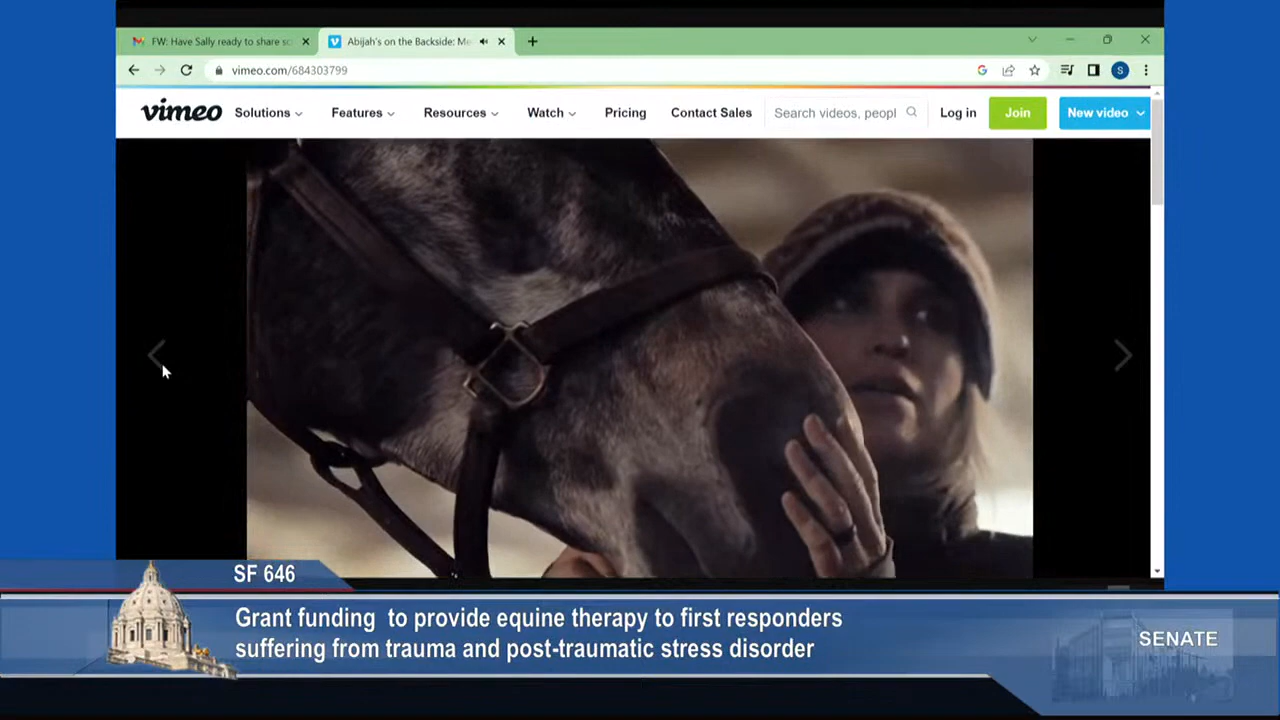 FW: Have Sally ready to share sc
Abijah's on the Backside: Me
vimeo.com/684303799
vimeo Solutions Features Resources Watch Pricing Contact Sales Search videos, peopl Log in Join New video
S
SF 646
Grant funding to provide equine therapy to first responders
suffering from trauma and post-traumatic stress disorder
SENATE